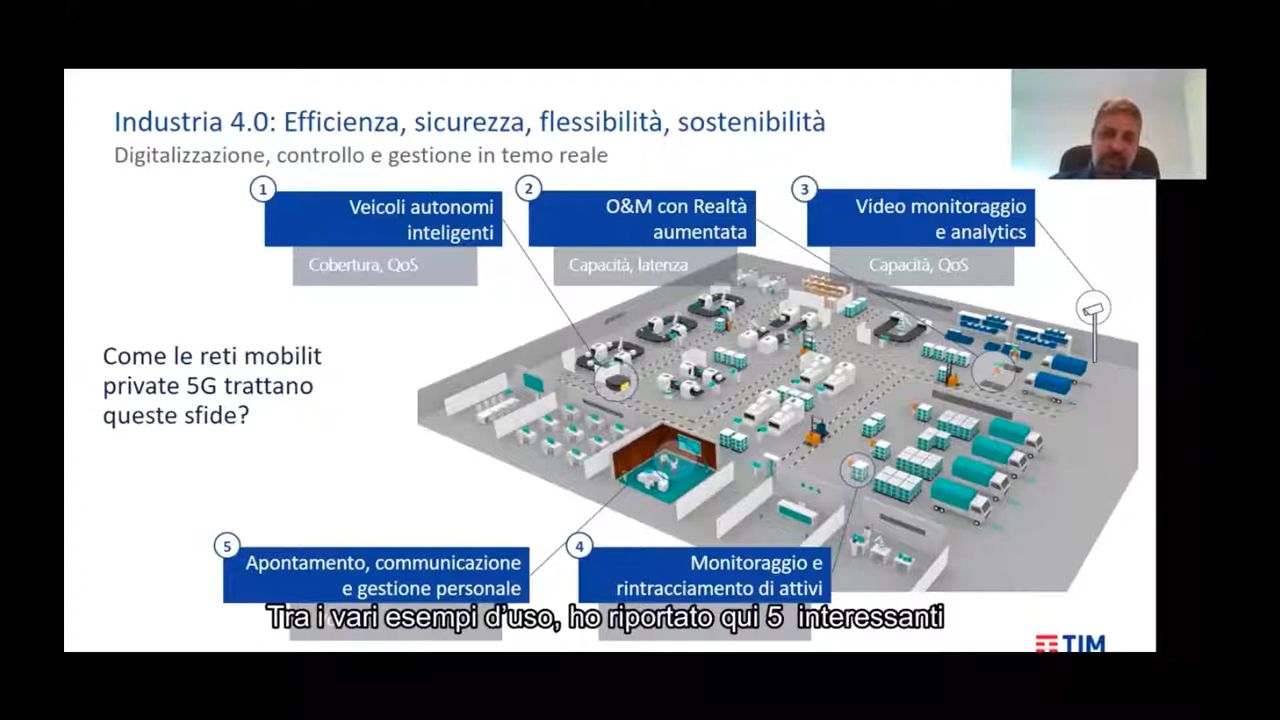 Industria 4.0: Efficienza, sicurezza, flessibilità, sostenibilità
Digitalizzazione, controllo e gestione in temo reale
1
Veicoli autonomi
inteligenti
Cobertura, QoS
2
O&M con Realtà
aumentata
Capacità, latenza
3
Video monitoraggio
e analytics
Capacità, QoS
Come le reti mobilit
private 5G trattano
queste sfide?
5
Apontamento, communicazione
e gestione personale
4
Monitoraggio e
rintracciamento di attivi
Tra i vari esempi d'uso, ho riportato qui 5 interessanti
TIM